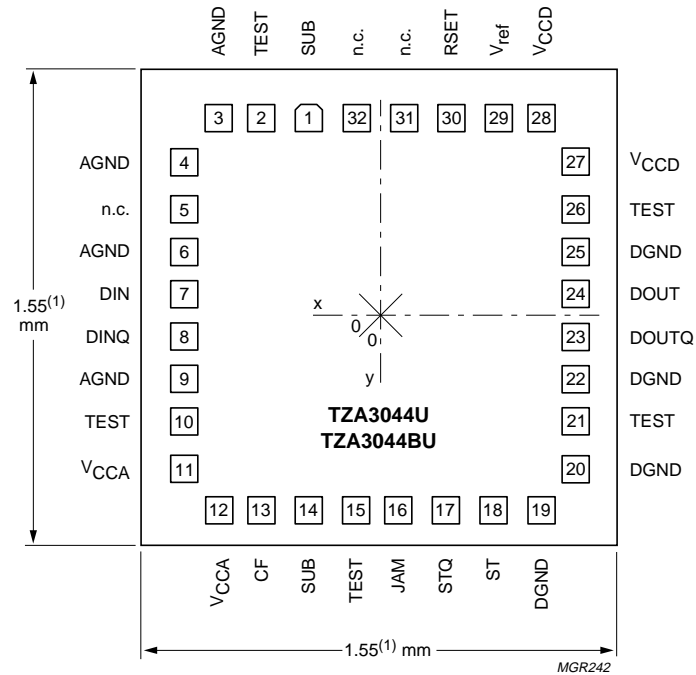 AGND TEST SUB n.c. n.c. RSET Vref VCCD
3 2 1 32 31 30 29 28
AGND 4 27 VCCD
n.c. 5 26 TEST
AGND 6 25 DGND
DIN 7 24 DOUT
1.55(1)
mm
x
0
0
y
DINQ 8 23 DOUTQ
AGND 9 22 DGND
TZA3044U
TZA3044BU
TEST 10 21 TEST
VCCA 11 20 DGND
12 13 14 15 16 17 18 19
VCCA CF SUB TEST JAM STQ ST DGND
1.55(1) mm
MGR242